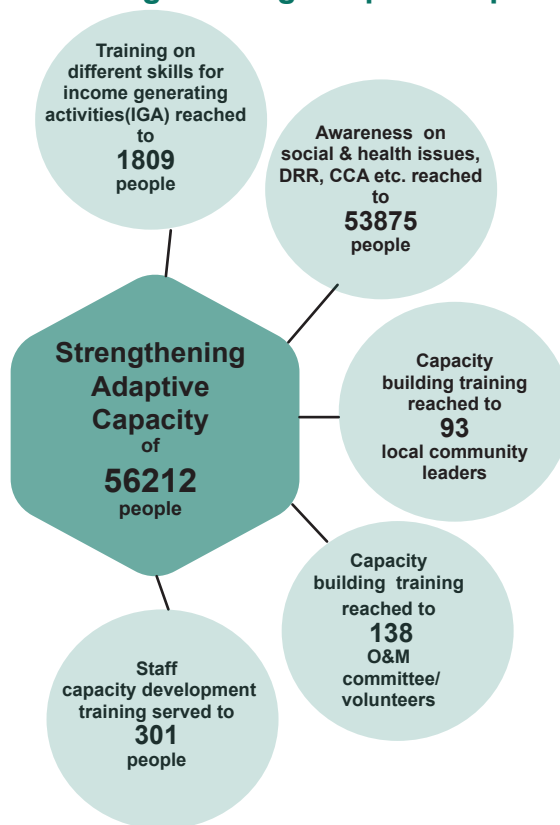 Training on
different skills for
income generating
activities(IGA) reached
to
1809
people
Awareness on
social & health issues,
DRR, CCA etc. reached
to
53875
people
Strengthening
Adaptive
Capacity
of
56212
people
Capacity
building training
reached to
93
local community
leaders
Capacity
building training
reached to
138
O&M
committee/
volunteers
Staff
capacity development
training served to
301
people